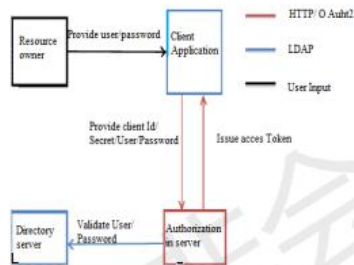 HTTP/ O Auht2
LDAP
User Input
Resource
owner
Provide user/password
Client
Application
Provide client Id/
Secret/User/Password
Issue acces Token
Directory
server
Validate User/
Password
Authorization
in server